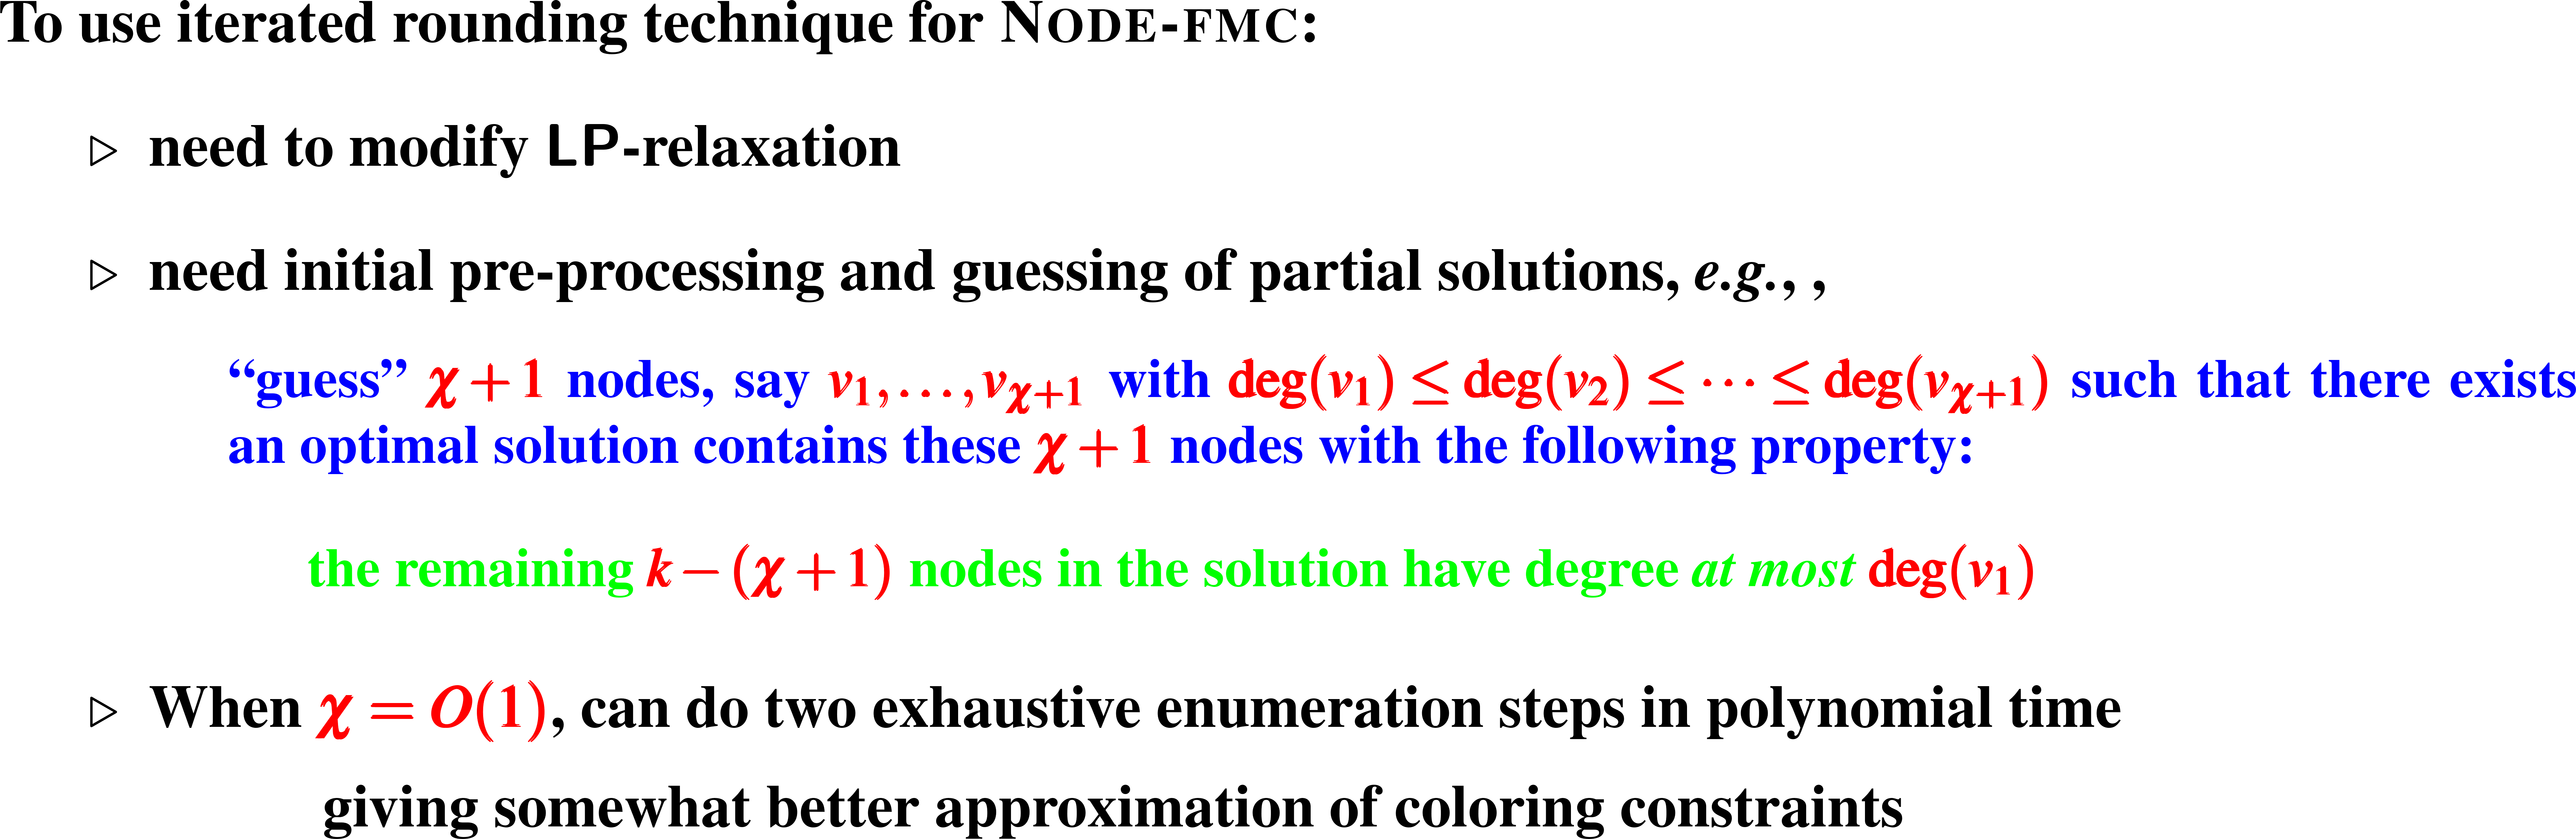 To use iterated rounding technique for NODE-FMC:
▷ need to modify LP-relaxation
▷ need initial pre-processing and guessing of partial solutions, e.g., ,
“guess” χ + 1 nodes, say v₁, …, v_{χ+1} with deg(v₁) ≤ deg(v₂) ≤ ⋯ ≤ deg(v_{χ+1}) such that there exists
an optimal solution contains these χ + 1 nodes with the following property:
the remaining k − (χ + 1) nodes in the solution have degree at most deg(v₁)
▷ When χ = O(1), can do two exhaustive enumeration steps in polynomial time
giving somewhat better approximation of coloring constraints